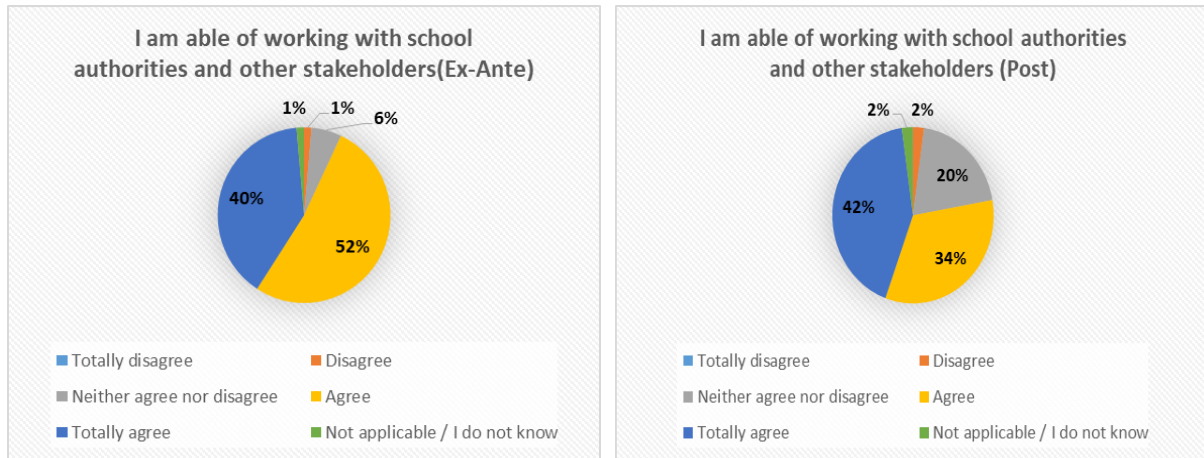 I am able of working with school
authorities and other stakeholders(Ex-Ante)
1%
1%
6%
40%
52%
Totally disagree
Disagree
Neither agree nor disagree
Agree
Totally agree
Not applicable / I do not know
I am able of working with school authorities
and other stakeholders (Post)
2%
2%
20%
42%
34%
Totally disagree
Disagree
Neither agree nor disagree
Agree
Totally agree
Not applicable / I do not know